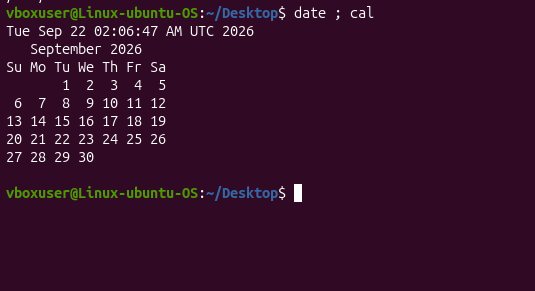 vboxuser@Linux-ubuntu-OS:~/Desktop$ date ; cal
Tue Sep 22 02:06:47 AM UTC 2026
   September 2026
Su Mo Tu We Th Fr Sa
       1  2  3  4  5
 6  7  8  9 10 11 12
13 14 15 16 17 18 19
20 21 22 23 24 25 26
27 28 29 30
vboxuser@Linux-ubuntu-OS:~/Desktop$